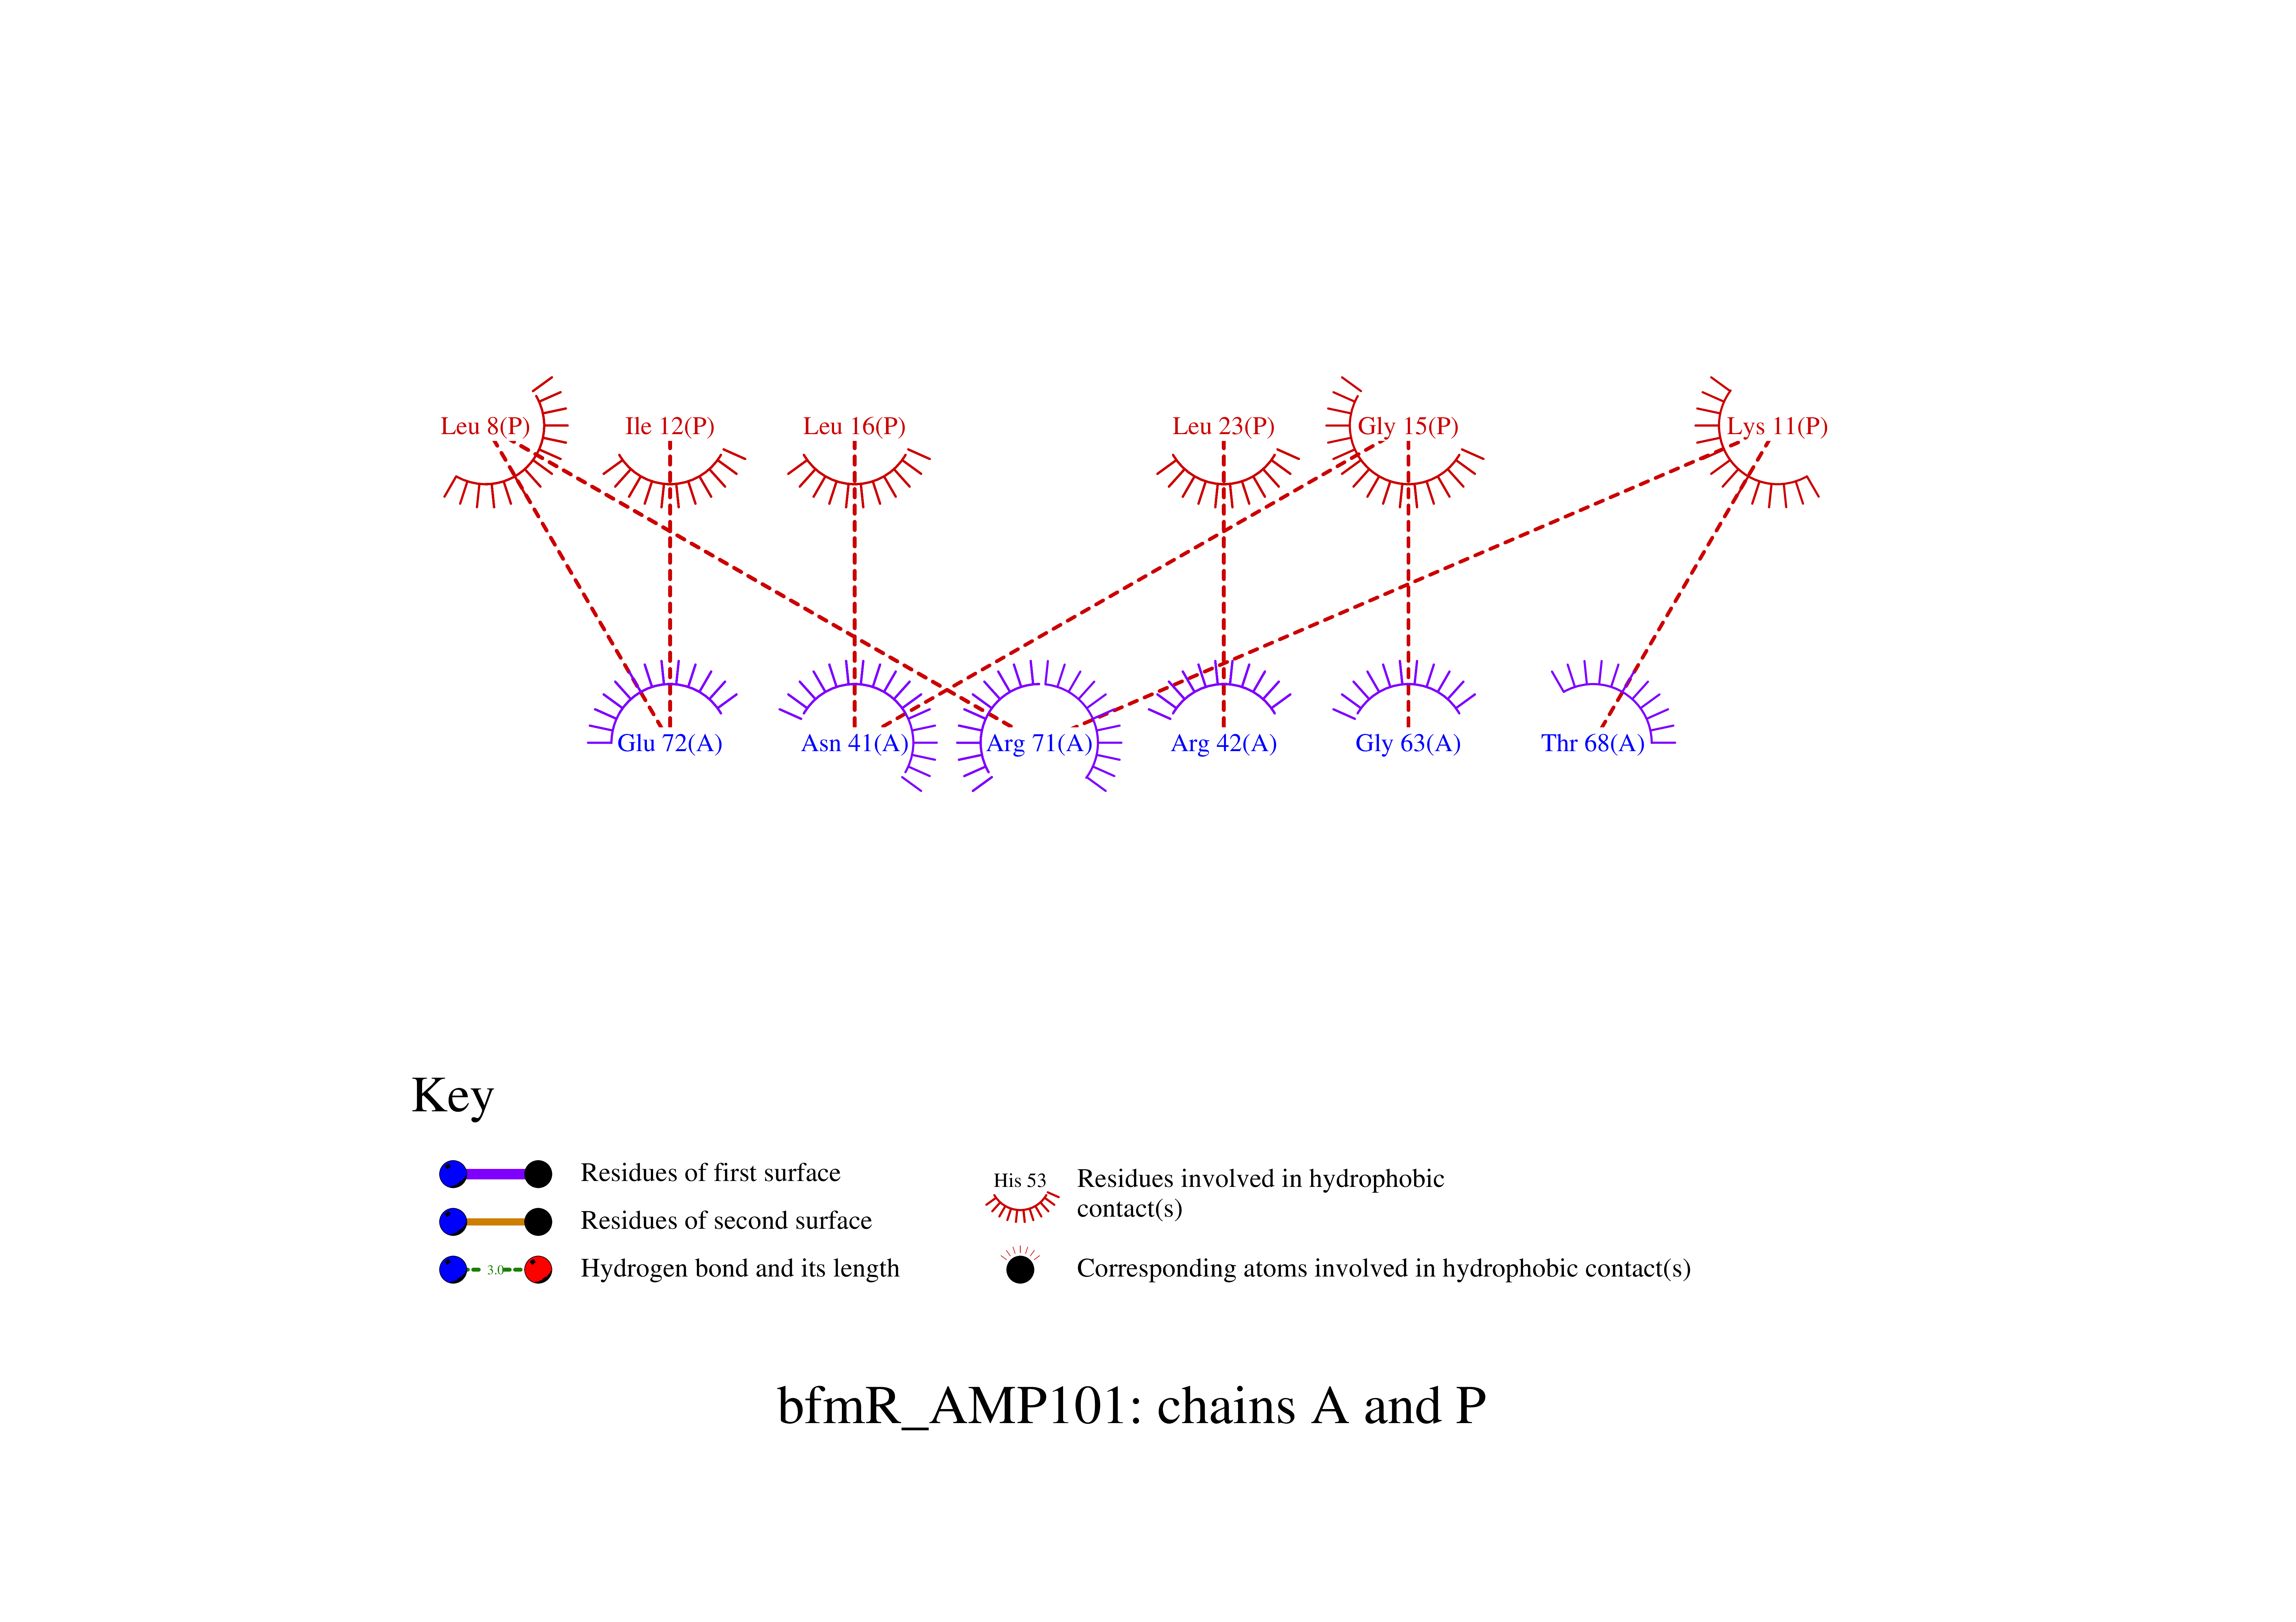 Leu 8(P) Ile 12(P) Leu 16(P) Leu 23(P) Gly 15(P) Lys 11(P)
Glu 72(A) Asn 41(A) Arg 71(A) Arg 42(A) Gly 63(A) Thr 68(A)
Key
Residues of first surface
Residues of second surface
3.0 Hydrogen bond and its length
His 53 Residues involved in hydrophobic
contact(s)
Corresponding atoms involved in hydrophobic contact(s)
bfmR_AMP101: chains A and P